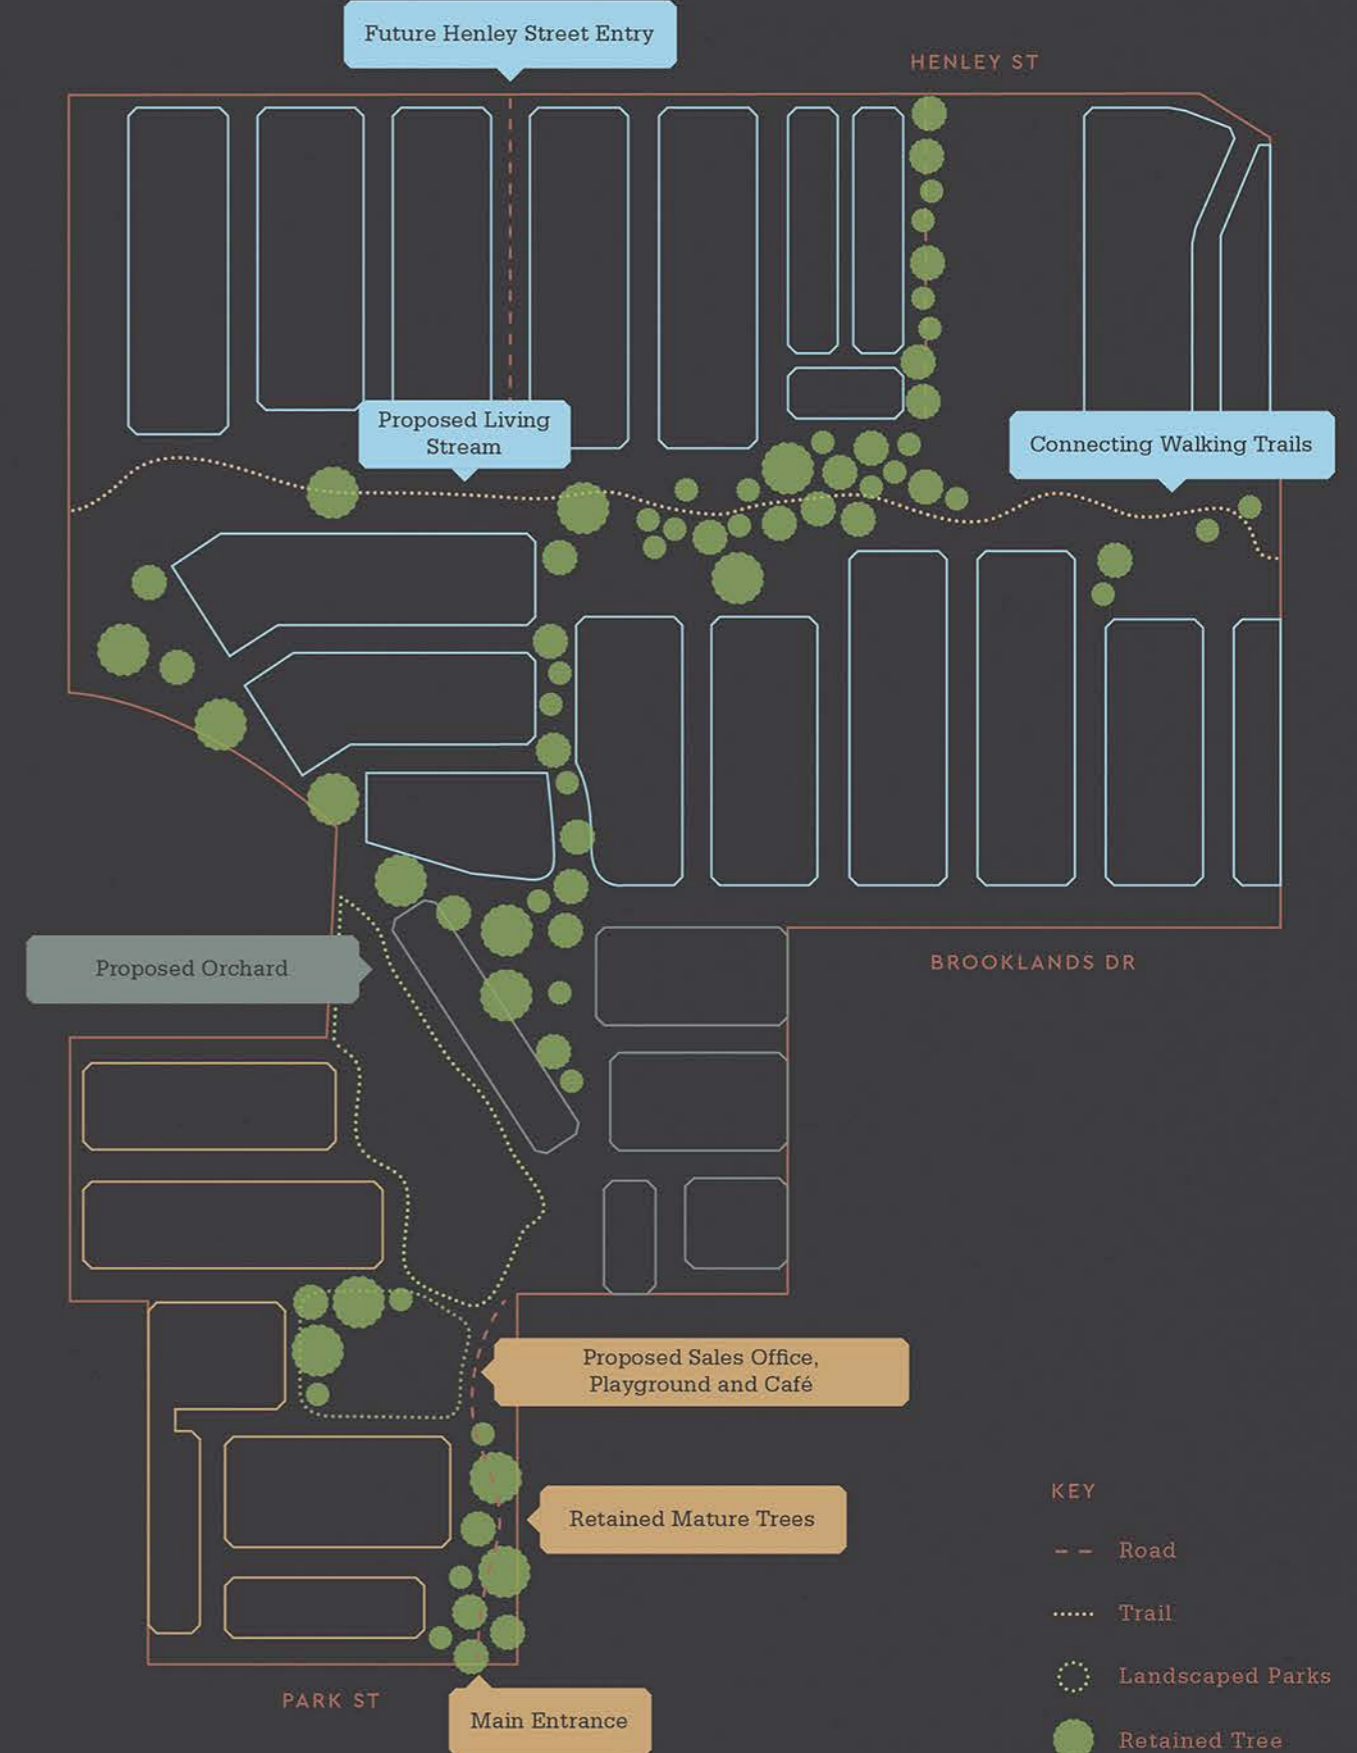 Future Henley Street Entry
HENLEY ST
Proposed Living
Stream
Connecting Walking Trails
Proposed Orchard
BROOKLANDS DR
Proposed Sales Office,
Playground and Café
Retained Mature Trees
PARK ST
Main Entrance
KEY
Road
Trail
Landscaped Parks
Retained Tree